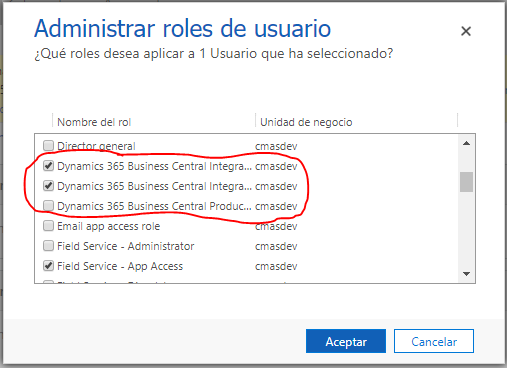 Administrar roles de usuario
¿Qué roles desea aplicar a 1 Usuario que ha seleccionado?
Nombre del rol Unidad de negocio
Director general cmasdev
Dynamics 365 Business Central Integra... cmasdev
Dynamics 365 Business Central Integra... cmasdev
Dynamics 365 Business Central Produc... cmasdev
Email app access role cmasdev
Field Service - Administrator cmasdev
Field Service - App Access cmasdev
Aceptar Cancelar